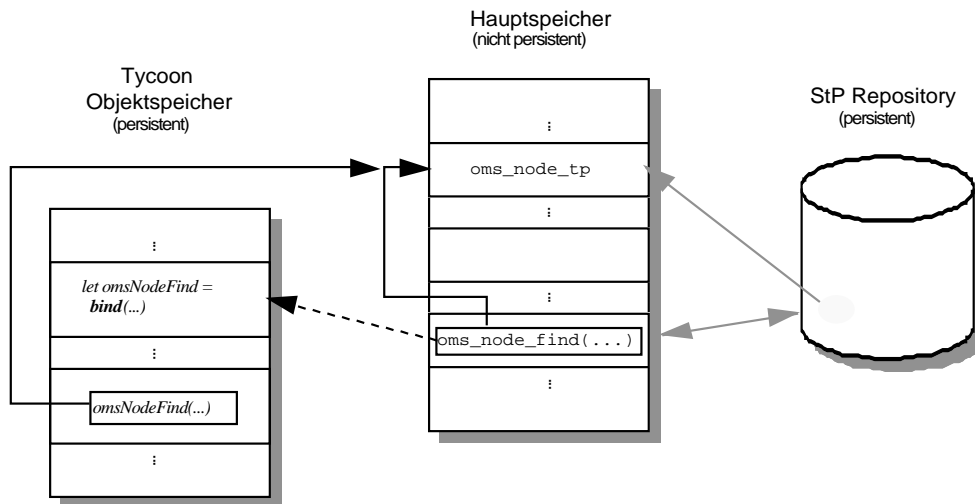 Hauptspeicher
(nicht persistent)
Tycoon
Objektspeicher
(persistent)
StP Repository
(persistent)
⋮
oms_node_tp
⋮
⋮
oms_node_find(...)
⋮
⋮
let omsNodeFind =
bind(...)
⋮
omsNodeFind(...)
⋮